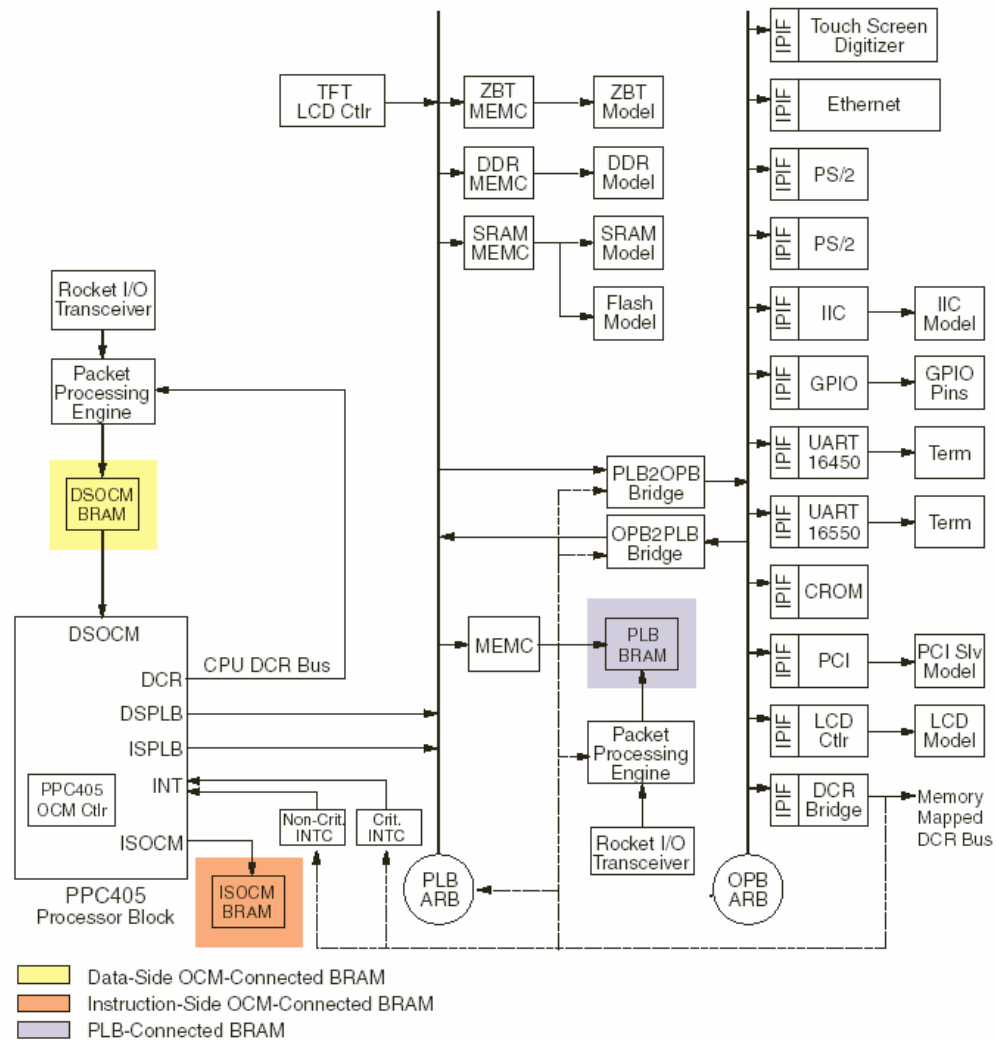 TFT
LCD Ctlr
ZBT
MEMC
ZBT
Model
DDR
MEMC
DDR
Model
SRAM
MEMC
SRAM
Model
Flash
Model
IPIF
Touch Screen
Digitizer
IPIF
Ethernet
IPIF
PS/2
IPIF
PS/2
IPIF
IIC
IIC
Model
IPIF
GPIO
GPIO
Pins
IPIF
UART
16450
Term
IPIF
UART
16550
Term
IPIF
CROM
IPIF
PCI
PCI Slv
Model
IPIF
LCD
Ctlr
LCD
Model
IPIF
DCR
Bridge
Memory
Mapped
DCR Bus
Rocket I/O
Transceiver
Packet
Processing
Engine
DSOCM
BRAM
PLB2OPB
Bridge
OPB2PLB
Bridge
MEMC
PLB
BRAM
Packet
Processing
Engine
Rocket I/O
Transceiver
DSOCM
DCR
CPU DCR Bus
DSPLB
ISPLB
INT
PPC405
OCM Ctlr
ISOCM
Non-Crit.
INTC
Crit.
INTC
PPC405
Processor Block
ISOCM
BRAM
PLB
ARB
OPB
ARB
Data-Side OCM-Connected BRAM
Instruction-Side OCM-Connected BRAM
PLB-Connected BRAM